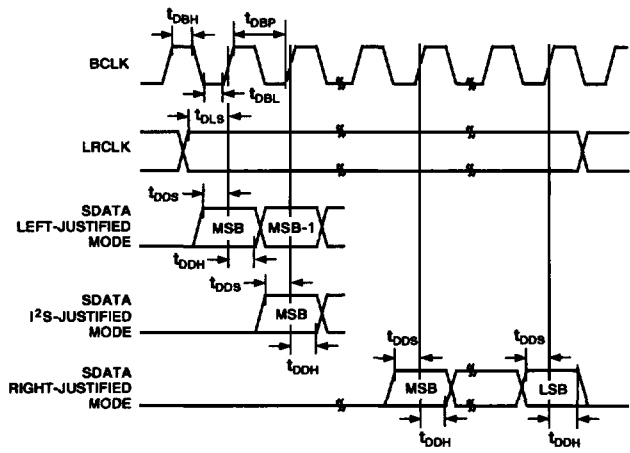 tDBH
tDBP
BCLK
tDBL
tDLS
LRCLK
tDDS
SDATA
LEFT-JUSTIFIED
MODE
MSB
MSB-1
tDDH
tDDS
SDATA
I²S-JUSTIFIED
MODE
MSB
tDDH
tDDS
tDDS
SDATA
RIGHT-JUSTIFIED
MODE
MSB
LSB
tDDH
tDDH